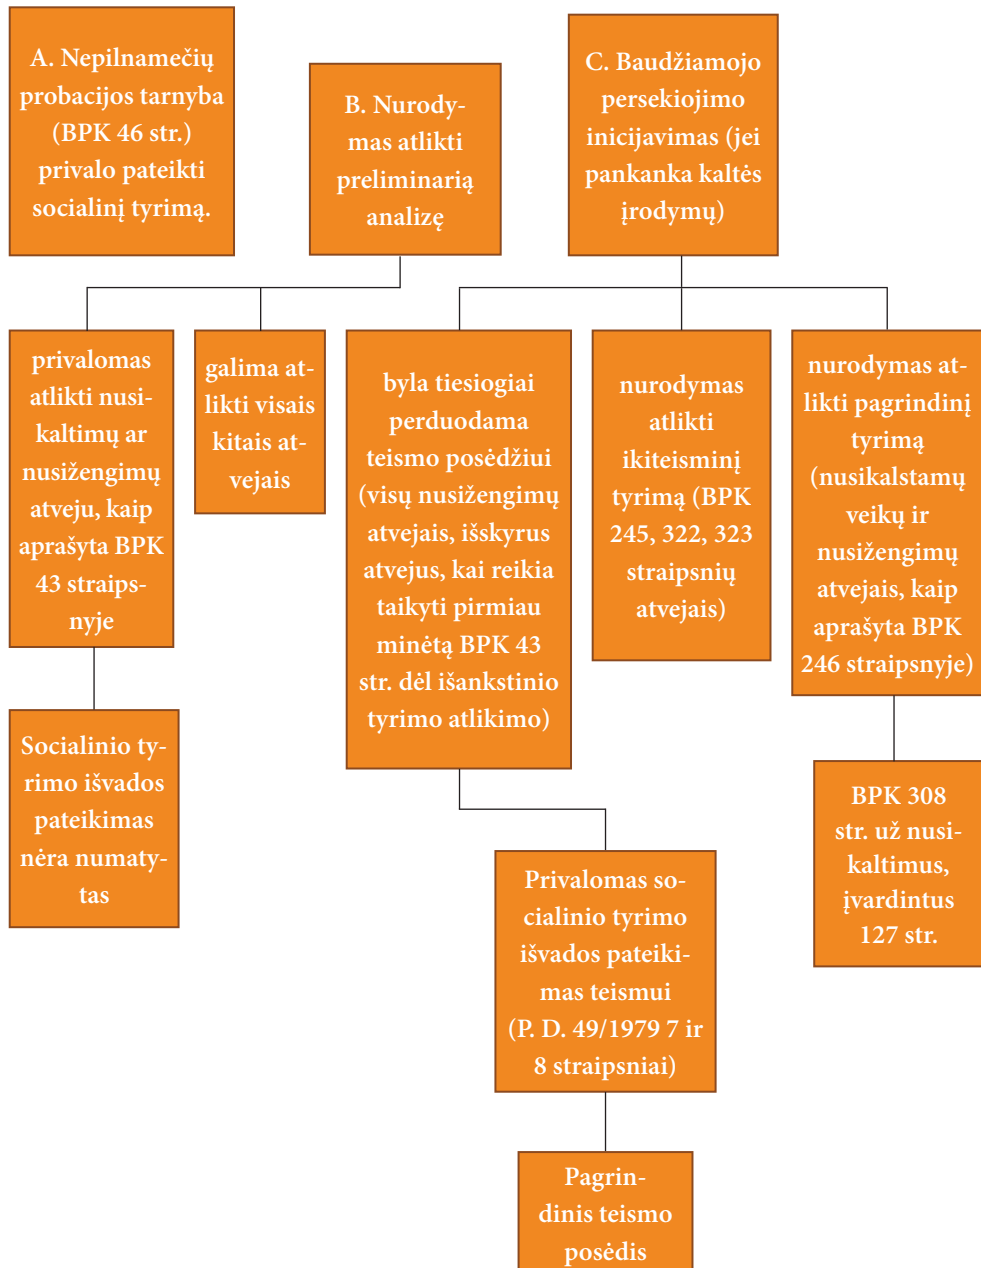 A. Nepilnamečių
probacijos tarnyba
(BPK 46 str.)
privalo pateikti
socialinį tyrimą.
B. Nurody-
mas atlikti
preliminarią
analizę
C. Baudžiamojo
persekiojimo
inicijavimas (jei
pankanka kaltės
įrodymų)
privalomas
atlikti nusi-
kaltimų ar
nusižengimų
atveju, kaip
aprašyta BPK
43 straips-
nyje
galima at-
likti visais
kitais at-
vejais
byla tiesiogiai
perduodama
teismo posėdžiui
(visų nusižengimų
atvejais, išskyrus
atvejus, kai reikia
taikyti pirmiau
minėtą BPK 43
str. dėl išankstinio
tyrimo atlikimo)
nurodymas
atlikti
ikiteisminį
tyrimą (BPK
245, 322, 323
straipsnių
atvejais)
nurodymas at-
likti pagrindinį
tyrimą
(nusikalstamų
veikų ir
nusižengimų
atvejais, kaip
aprašyta BPK
246 straipsnyje)
Socialinio ty-
rimo išvados
pateikimas
nėra numaty-
tas
BPK 308
str. už nusi-
kaltimus,
įvardintus
127 str.
Privalomas so-
cialinio tyrimo
išvados pateiki-
mas teismui
(P. D. 49/1979 7 ir
8 straipsniai)
Pagrin-
dinis teismo
posėdis